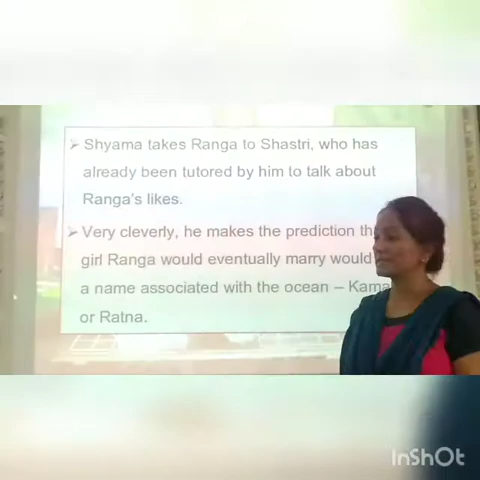 ➤ Shyama takes Ranga to Shastri, who has
already been tutored by him to talk about
Ranga's likes.
➤ Very cleverly, he makes the prediction
girl Ranga would eventually marry would
a name associated with the ocean –
or Ratna.
InShOt